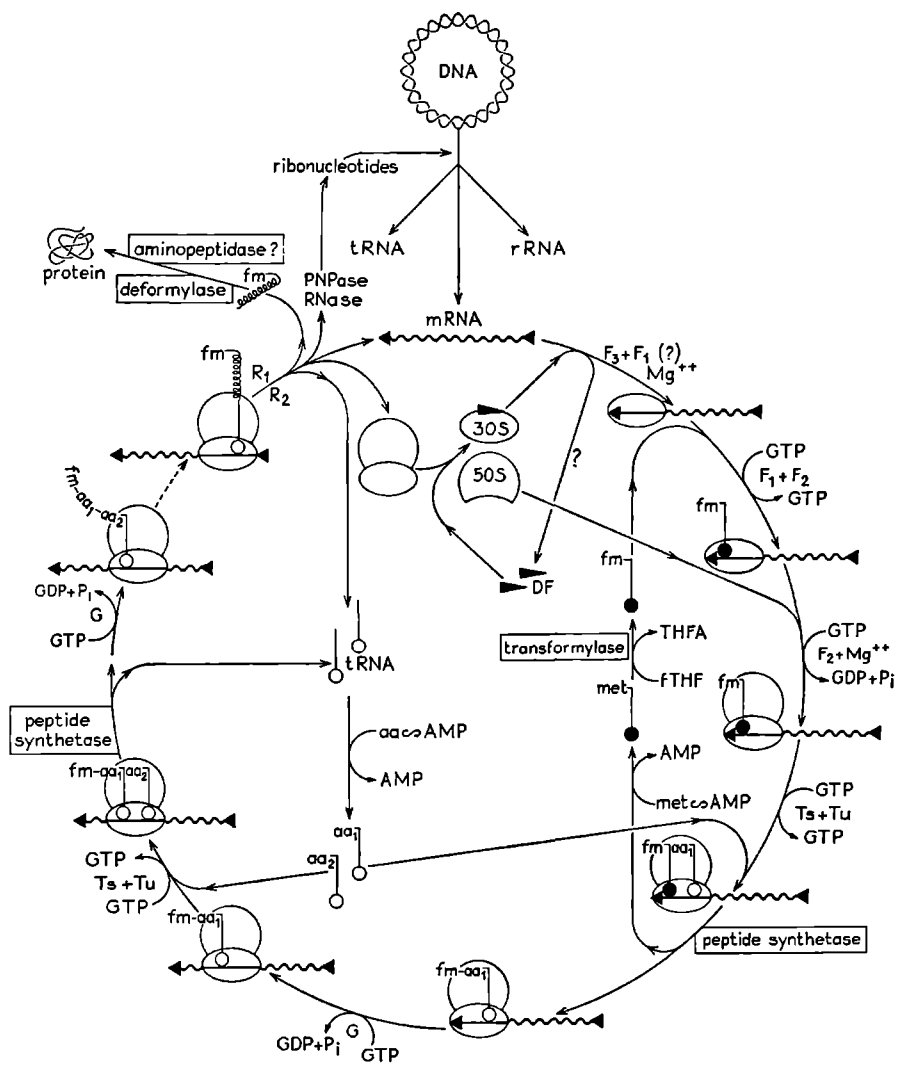 DNA
ribonucleotides
tRNA
rRNA
aminopeptidase?
protein
deformylase
fm
PNPase
RNase
mRNA
F3+F1 (?)
Mg++
fm
R1
R2
30S
GTP
F1+F2
GTP
50S
?
fm-aa1-aa2
fm
fm
DF
GDP+Pi
G
GTP
THFA
transformylase
GTP
F2+Mg++
GDP+Pi
tRNA
fTHF
met
fm
peptide
synthetase
aa∽AMP
AMP
AMP
met∽AMP
GTP
Ts+Tu
GTP
fm-aa1aa2
aa1
fm aa1
GTP
Ts+Tu
GTP
aa2
fm-aa1
peptide synthetase
fm-aa1
G
GDP+Pi
GTP